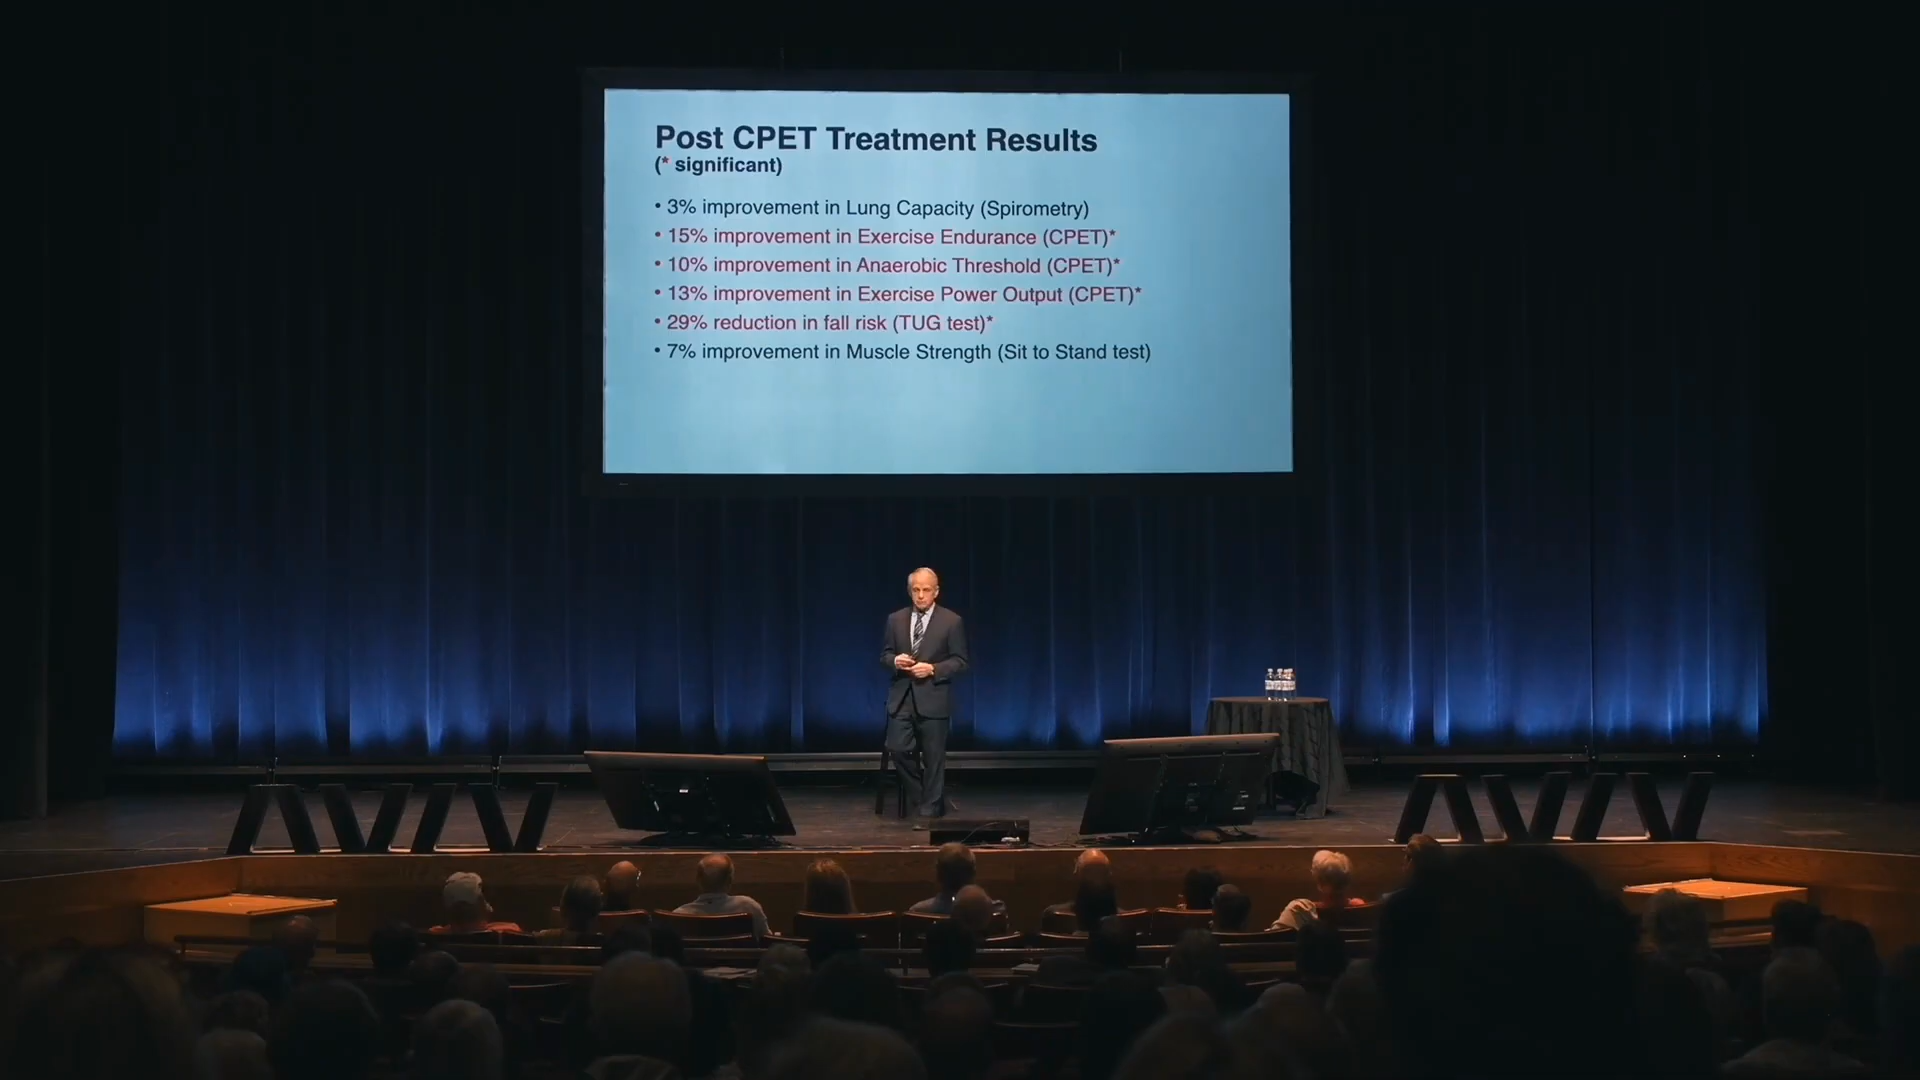 Post CPET Treatment Results
(* significant)
• 3% improvement in Lung Capacity (Spirometry)
• 15% improvement in Exercise Endurance (CPET)*
• 10% improvement in Anaerobic Threshold (CPET)*
• 13% improvement in Exercise Power Output (CPET)*
• 29% reduction in fall risk (TUG test)*
• 7% improvement in Muscle Strength (Sit to Stand test)